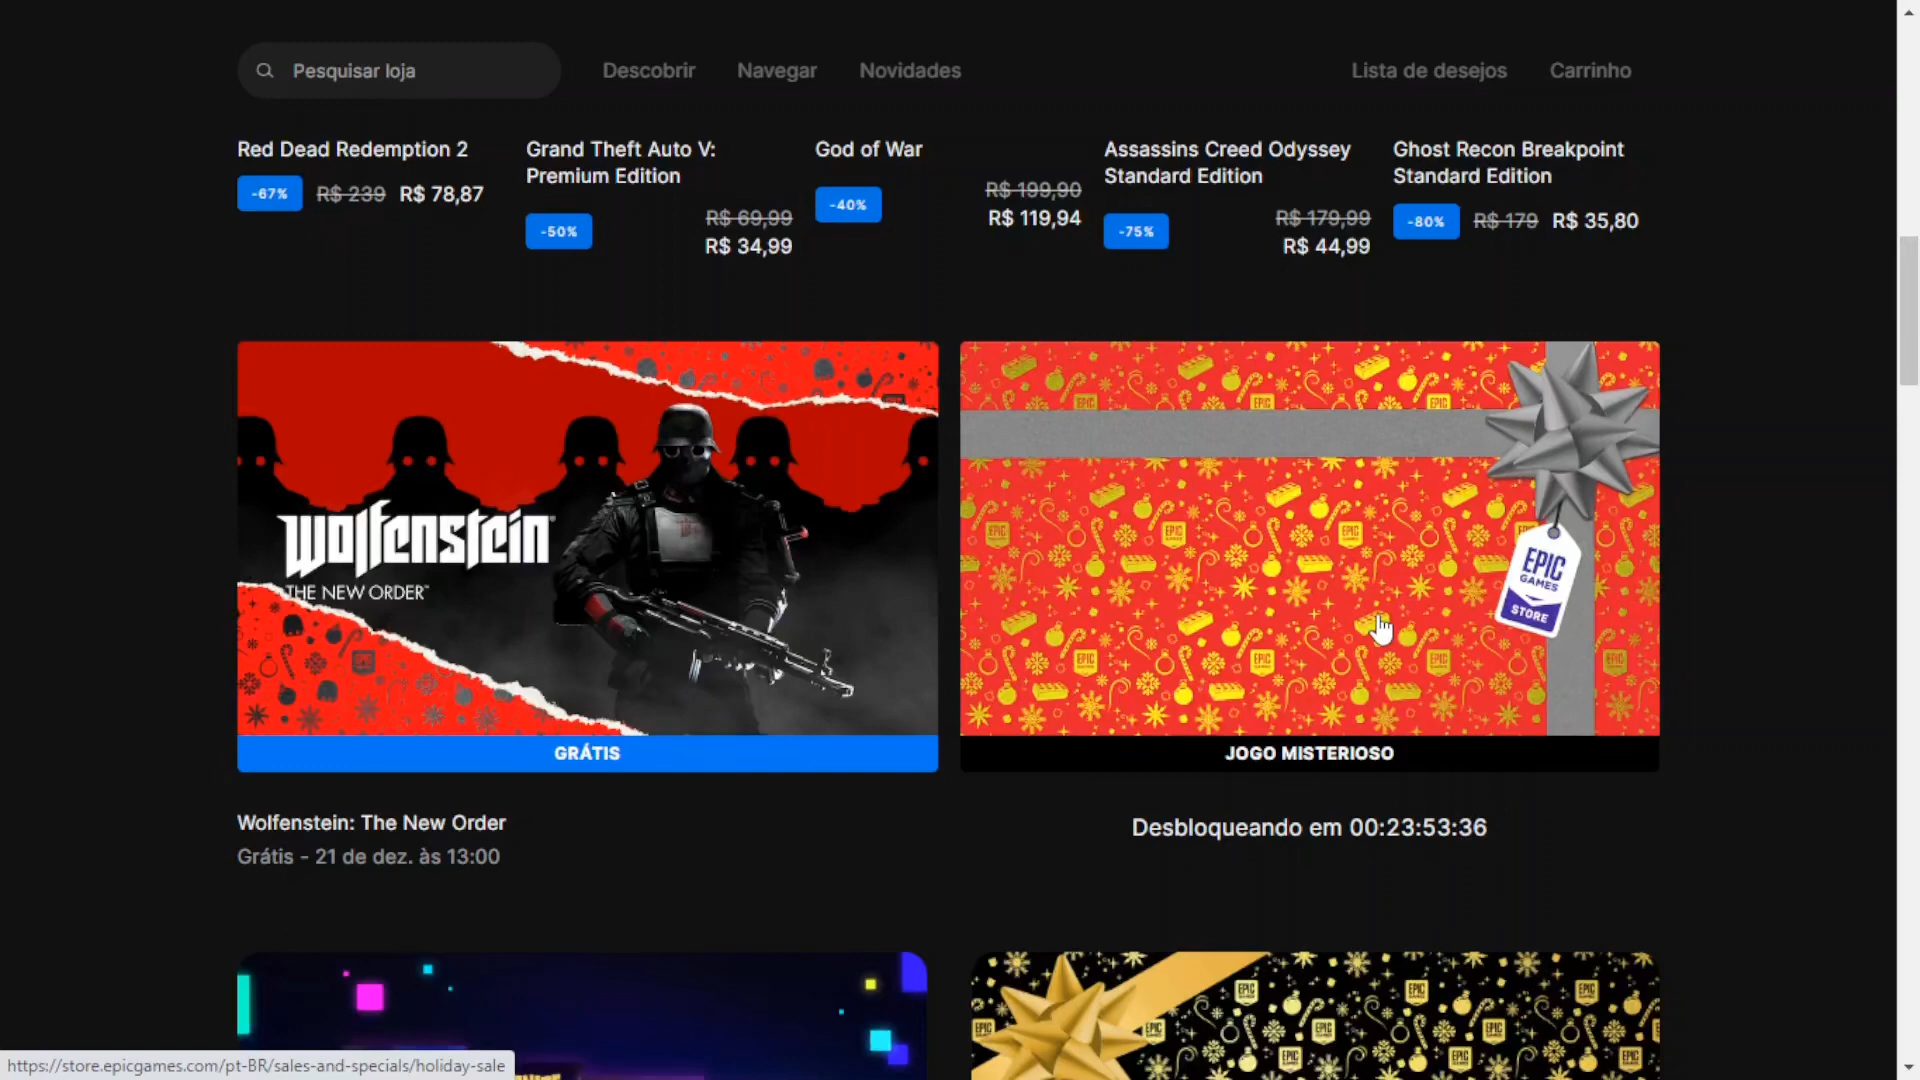 Pesquisar loja
Descobrir
Navegar
Novidades
Lista de desejos
Carrinho
Red Dead Redemption 2
-67%
R$ 239
R$ 78,87
Grand Theft Auto V:
Premium Edition
-50%
R$ 69,99
R$ 34,99
God of War
-40%
R$ 199,90
R$ 119,94
Assassins Creed Odyssey
Standard Edition
-75%
R$ 179,99
R$ 44,99
Ghost Recon Breakpoint
Standard Edition
-80%
R$ 179
R$ 35,80
Wolfenstein
THE NEW ORDER™
GRÁTIS
Wolfenstein: The New Order
Grátis - 21 de dez. às 13:00
EPIC
GAMES
STORE
JOGO MISTERIOSO
Desbloqueando em 00:23:53:36
https://store.epicgames.com/pt-BR/sales-and-specials/holiday-sale